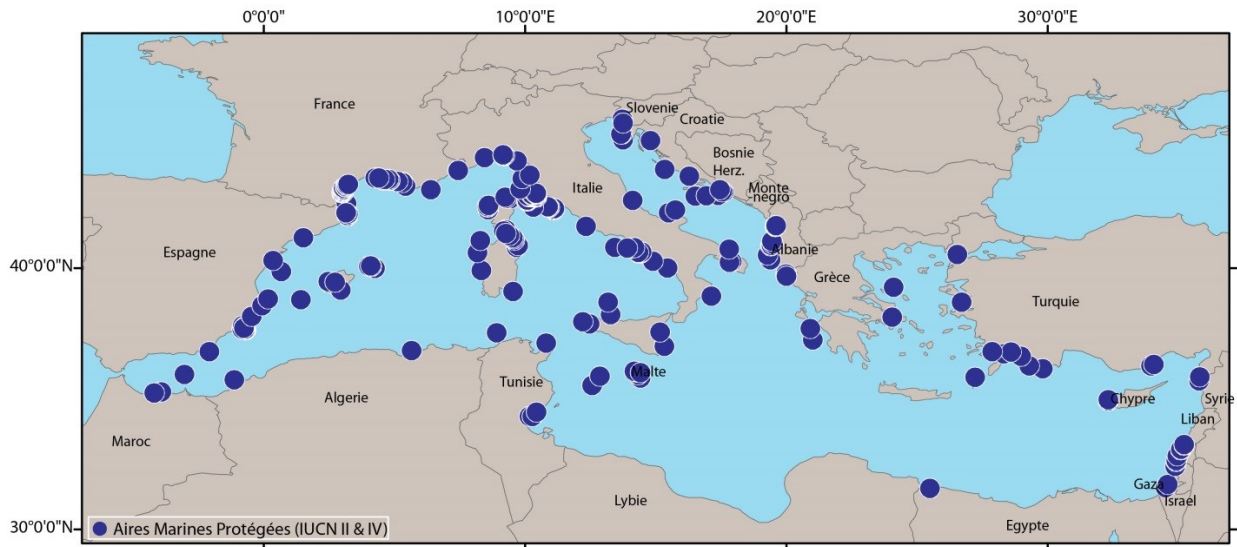 0°0'0" 10°0'0"E 20°0'0"E 30°0'0"E
France
Slovenie
Croatie
Bosnie
Herz.
Italie
Monte
negro
Espagne
Albanie
40°0'0"N
Grèce
Turquie
Malte
Tunisie
Algerie
Chypre
Syrie
Liban
Maroc
Gaza
Israel
Lybie
Egypte
30°0'0"N
Aires Marines Protégées (IUCN II & IV)